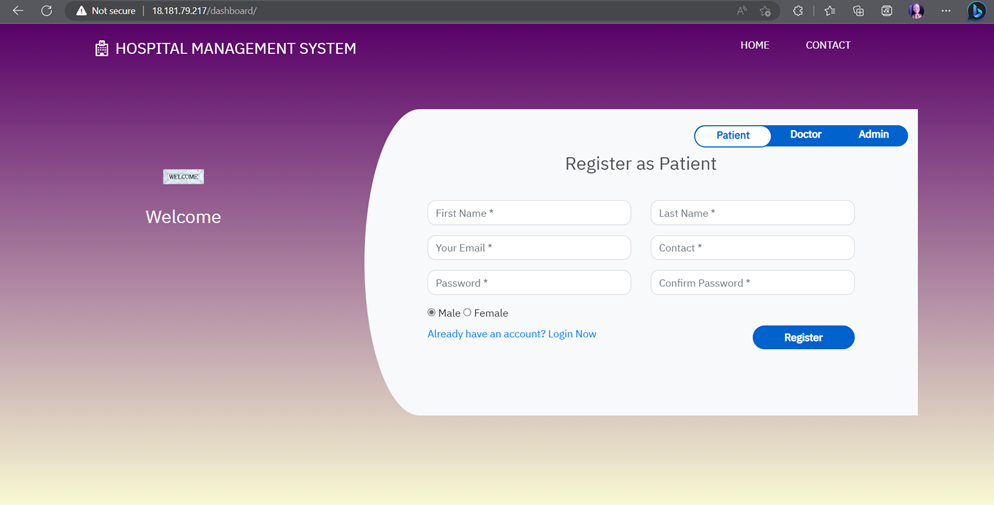 Not secure | 18.181.79.217/dashboard/
HOSPITAL MANAGEMENT SYSTEM
HOME CONTACT
Patient Doctor Admin
Register as Patient
WELCOME
Welcome
First Name * Last Name *
Your Email * Contact *
Password * Confirm Password *
Male Female
Already have an account? Login Now
Register